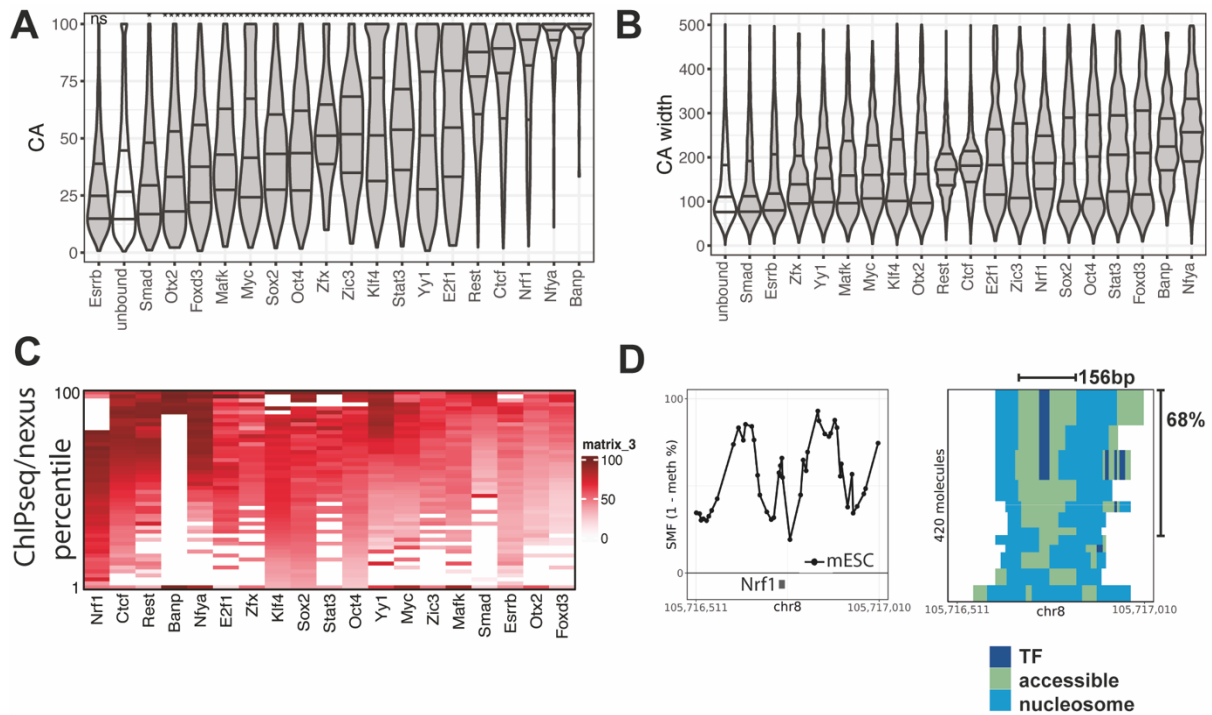 A
ns
*************************************************
CA
100
75
50
25
0
Esrrb
unbound
Smad
Otx2
Foxd3
Mafk
Myc
Sox2
Oct4
Zfx
Zic3
Klf4
Stat3
Yy1
E2f1
Rest
Ctcf
Nrf1
Nfya
Banp
B
CA width
500
400
300
200
100
0
unbound
Smad
Esrrb
Zfx
Yy1
Mafk
Myc
Klf4
Otx2
Rest
Ctcf
E2f1
Zic3
Nrf1
Sox2
Oct4
Stat3
Foxd3
Banp
Nfya
C
ChIPseq/nexus
percentile
100
1
matrix_3
100
50
0
Nrf1
Ctcf
Rest
Banp
Nfya
E2f1
Zfx
Klf4
Sox2
Stat3
Oct4
Yy1
Myc
Zic3
Mafk
Smad
Esrrb
Otx2
Foxd3
D
SMF (1 - meth %)
100
0
mESC
Nrf1
105,716,511
chr8
105,717,010
156bp
68%
420 molecules
105,716,511
chr8
105,717,010
TF
accessible
nucleosome